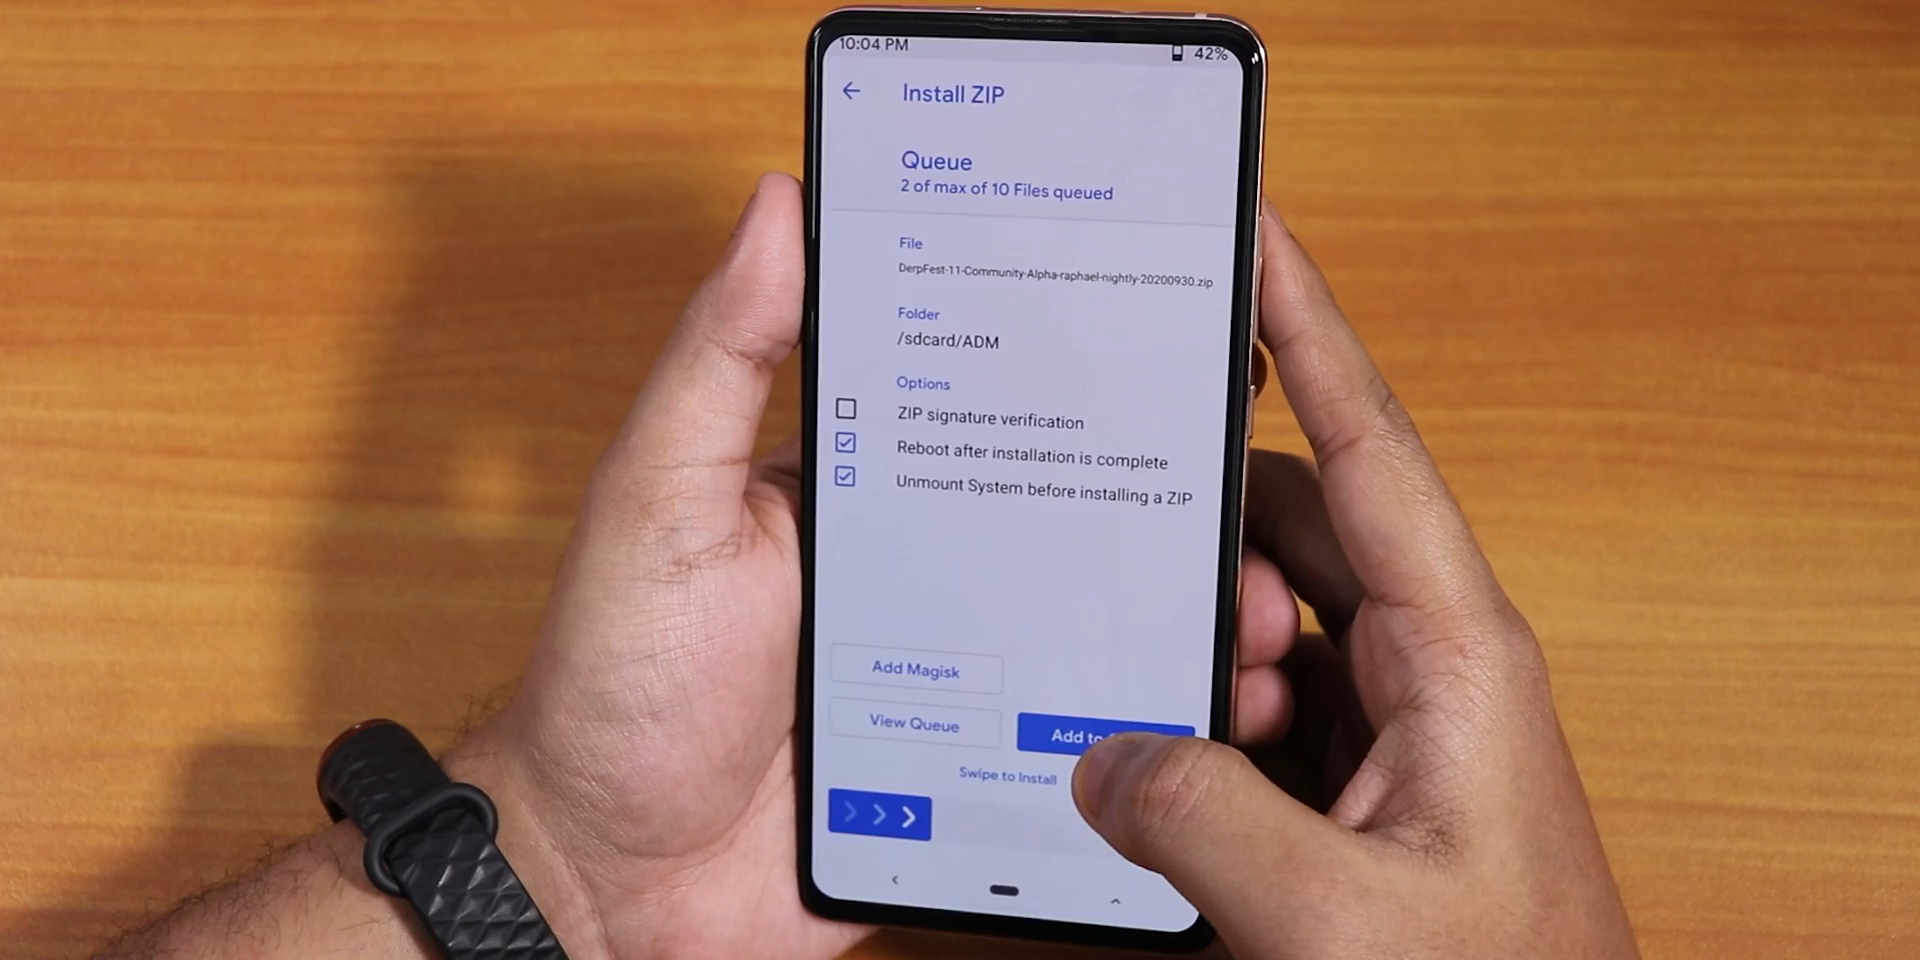 10:04 PM
42%
Install ZIP
Queue
2 of max of 10 Files queued
File
DerpFest-11-Community-Alpha-raphael-nightly-20200930.zip
Folder
/sdcard/ADM
Options
ZIP signature verification
Reboot after installation is complete
Unmount System before installing a ZIP
Add Magisk
View Queue
Add
Swipe to Install